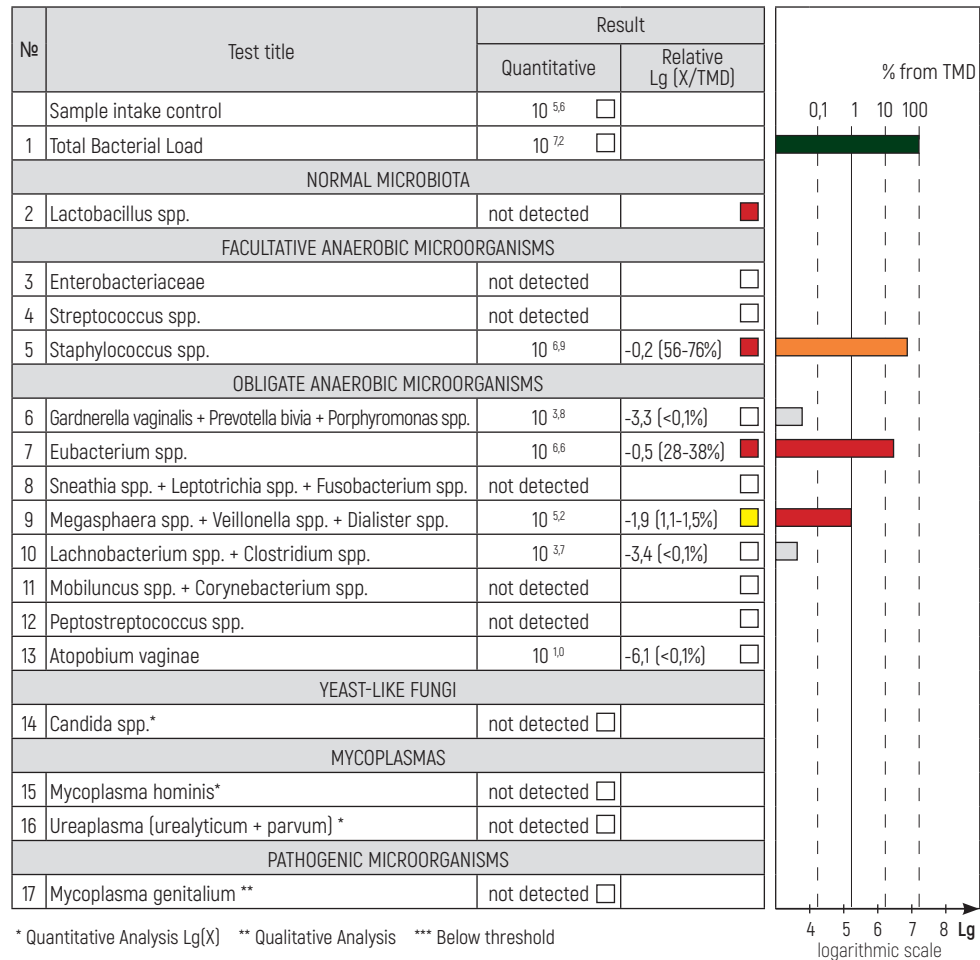 № Test title Result
Quantitative Relative Lg (X/TMD)
% from TMD
0,1 1 10 100
Sample intake control 10 5,6
1 Total Bacterial Load 10 7,2
NORMAL MICROBIOTA
2 Lactobacillus spp. not detected
FACULTATIVE ANAEROBIC MICROORGANISMS
3 Enterobacteriaceae not detected
4 Streptococcus spp. not detected
5 Staphylococcus spp. 10 6,9 -0,2 (56-76%)
OBLIGATE ANAEROBIC MICROORGANISMS
6 Gardnerella vaginalis + Prevotella bivia + Porphyromonas spp. 10 3,8 -3,3 (<0,1%)
7 Eubacterium spp. 10 6,6 -0,5 (28-38%)
8 Sneathia spp. + Leptotrichia spp. + Fusobacterium spp. not detected
9 Megasphaera spp. + Veillonella spp. + Dialister spp. 10 5,2 -1,9 (1,1-1,5%)
10 Lachnobacterium spp. + Clostridium spp. 10 3,7 -3,4 (<0,1%)
11 Mobiluncus spp. + Corynebacterium spp. not detected
12 Peptostreptococcus spp. not detected
13 Atopobium vaginae 10 1,0 -6,1 (<0,1%)
YEAST-LIKE FUNGI
14 Candida spp.* not detected
MYCOPLASMAS
15 Mycoplasma hominis* not detected
16 Ureaplasma (urealyticum + parvum) * not detected
PATHOGENIC MICROORGANISMS
17 Mycoplasma genitalium ** not detected
4 5 6 7 8 Lg
logarithmic scale
* Quantitative Analysis Lg(X) ** Qualitative Analysis *** Below threshold